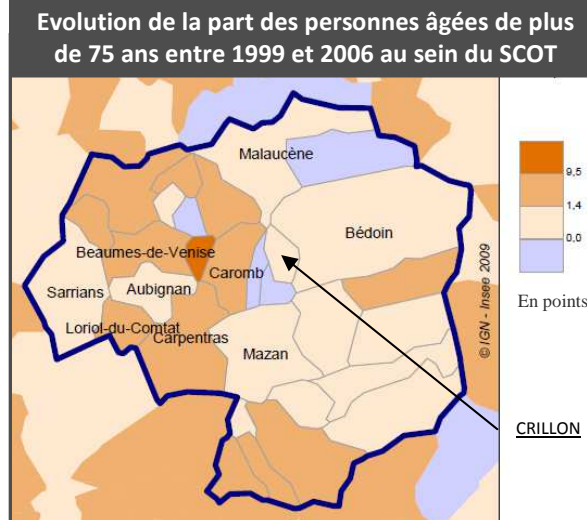 Evolution de la part des personnes âgées de plus
de 75 ans entre 1999 et 2006 au sein du SCOT
Malaucène
Bédoin
Beaumes-de-Venise
Caromb
Sarrians
Aubignan
Loriol-du-Comtat
Carpentras
Mazan
© IGN - Insee 2009
9,5
1,4
0,0
En points
CRILLON